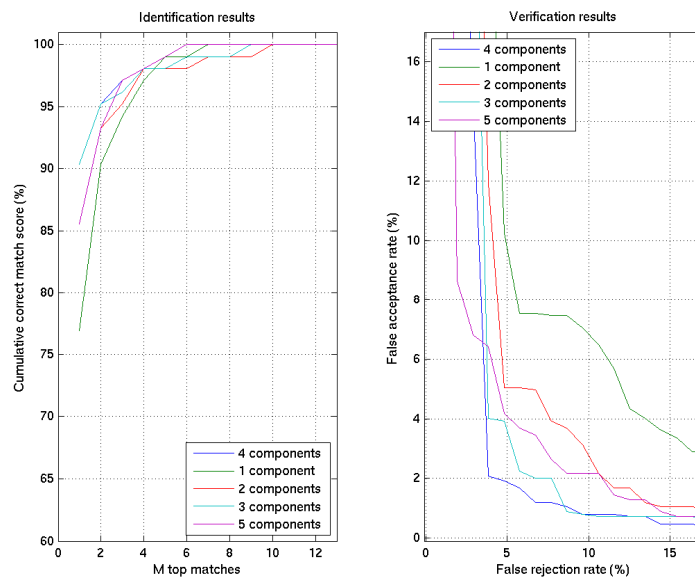 Identification results
Cumulative correct match score (%)
100
95
90
85
80
75
70
65
60
0
2
4
6
8
10
12
M top matches
4 components
1 component
2 components
3 components
5 components
Verification results
4 components
1 component
2 components
3 components
5 components
False acceptance rate (%)
16
14
12
10
8
6
4
2
0
0
5
10
15
False rejection rate (%)